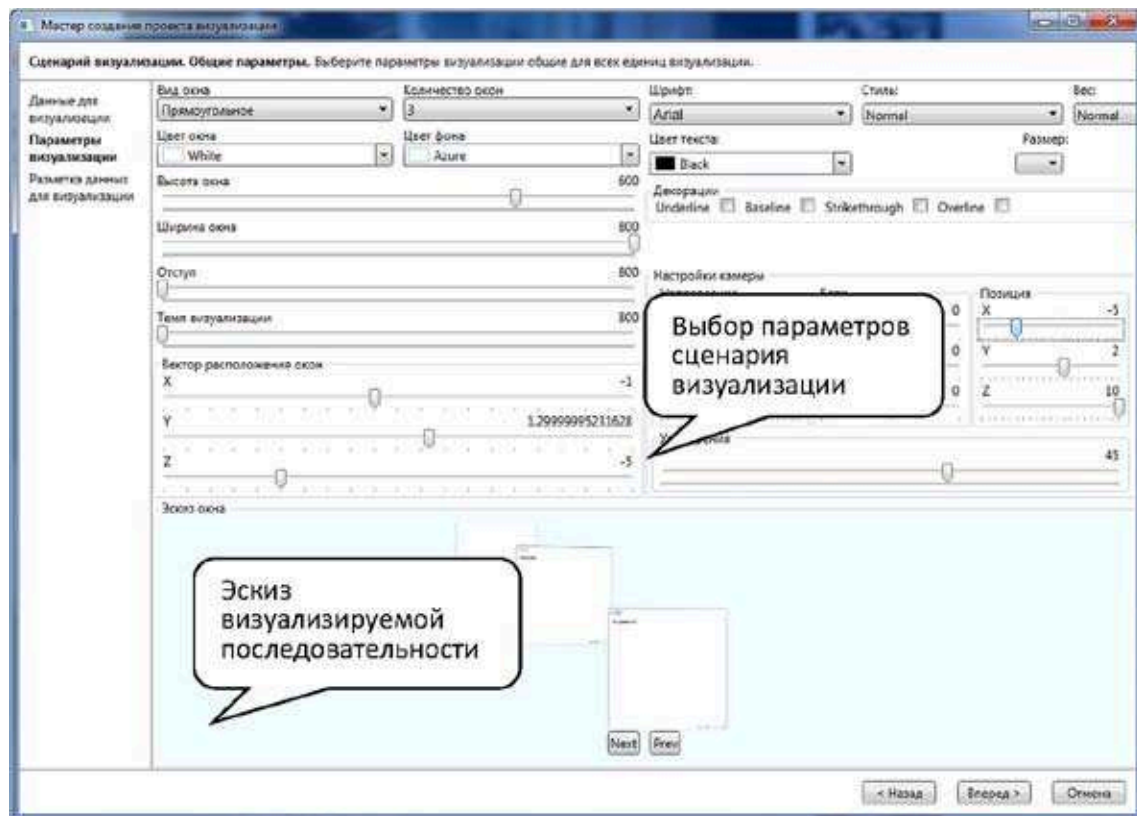 Мастер создания проекта визуализации
Сценарий визуализации. Общие параметры. Выберите параметры визуализации общие для всех единиц визуализации.
Данные для
визуализации
Параметры
визуализации
Разметка данных
для визуализации
Вид окна
Прямоугольное
Количество окон
3
Цвет окна
White
Цвет фона
Azure
Высота окна
600
Ширина окна
800
Отступ
800
Темп визуализации
800
Вектор расположения окон
X
-1
Y
1.29999995231628
Z
-5
Шрифт:
Arial
Стиль:
Normal
Вес:
Normal
Цвет текста:
Black
Размер:
Декорации
Underline Baseline Strikethrough Overline
Настройки камеры
0
0
0
Позиция
X
-5
Y
2
Z
10
45
Выбор параметров
сценария
визуализации
Эскиз окна
Эскиз
визуализируемой
последовательности
Next Prev
< Назад Вперед > Отмена